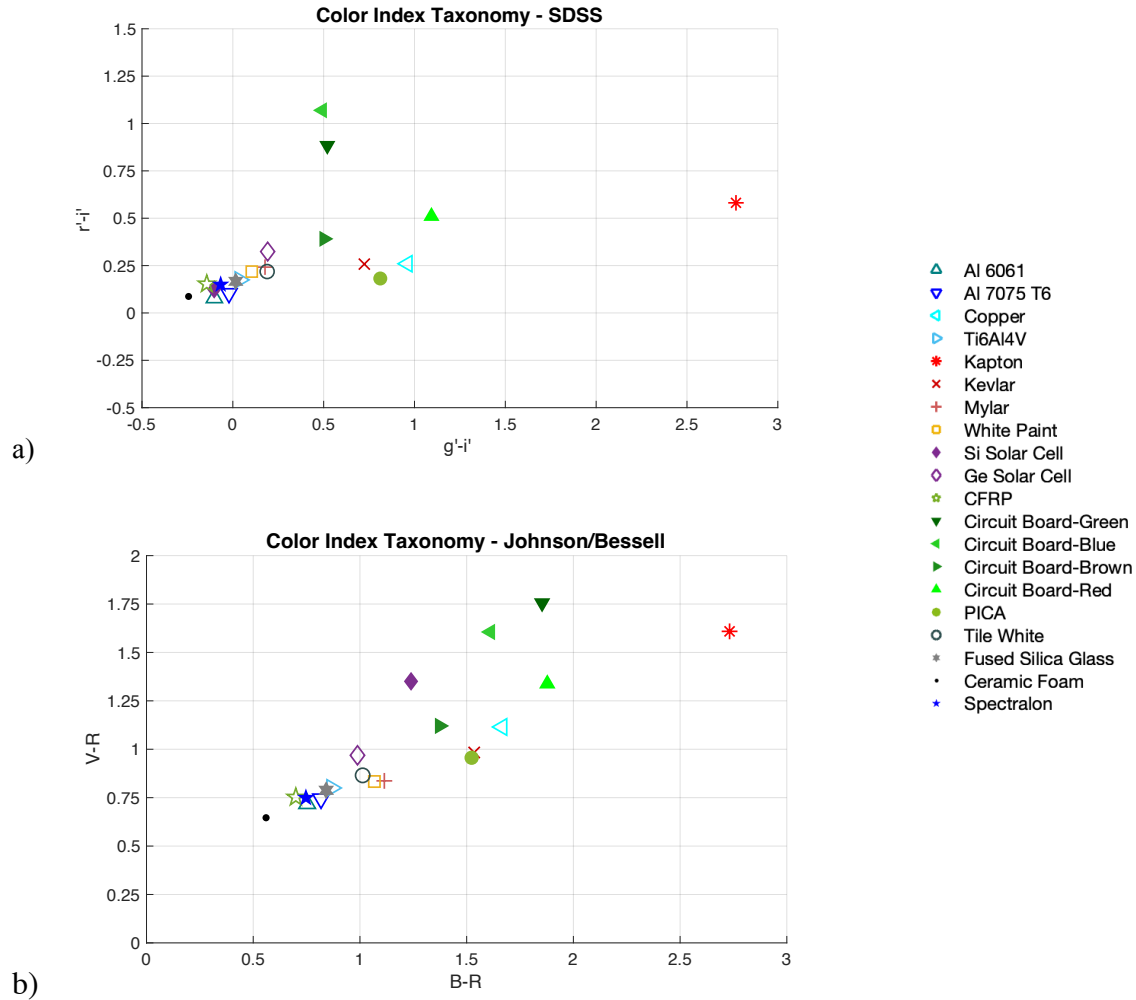 Color Index Taxonomy - SDSS
1.5
1.25
1
0.75
0.5
0.25
0
-0.25
-0.5
r'-i'
-0.5 0 0.5 1 1.5 2 2.5 3
g'-i'
a)
Al 6061
Al 7075 T6
Copper
Ti6Al4V
Kapton
Kevlar
Mylar
White Paint
Si Solar Cell
Ge Solar Cell
CFRP
Circuit Board-Green
Circuit Board-Blue
Circuit Board-Brown
Circuit Board-Red
PICA
Tile White
Fused Silica Glass
Ceramic Foam
Spectralon
Color Index Taxonomy - Johnson/Bessell
2
1.75
1.5
1.25
1
0.75
0.5
0.25
0
V-R
0 0.5 1 1.5 2 2.5 3
B-R
b)